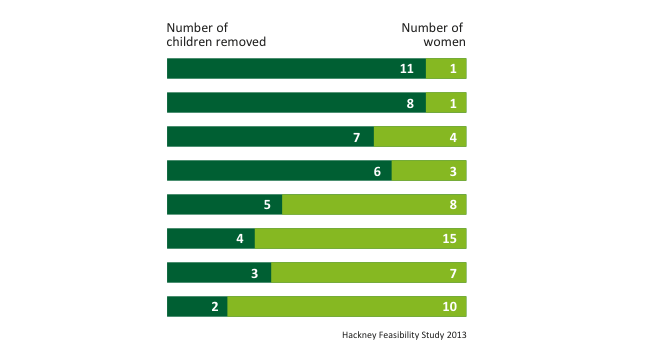 Number of
children removed
Number of
women
11 1
8 1
7 4
6 3
5 8
4 15
3 7
2 10
Hackney Feasibility Study 2013